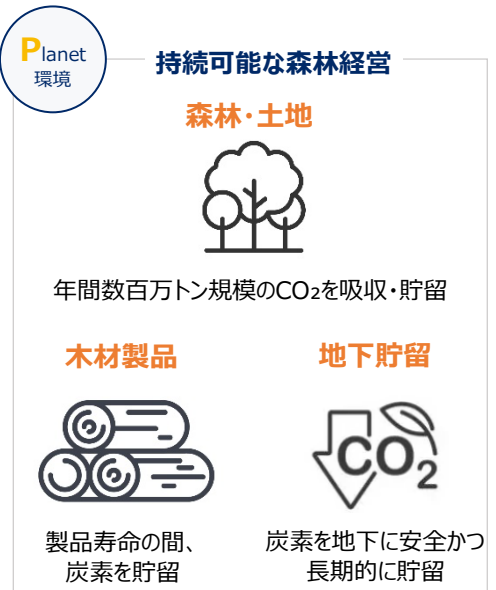 Planet
環境
持続可能な森林経営
森林・土地
年間数百万トン規模のCO₂を吸収・貯留
木材製品
地下貯留
CO₂
製品寿命の間、
炭素を貯留
炭素を地下に安全かつ
長期的に貯留